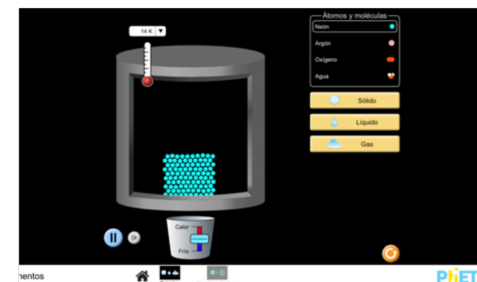 Átomos y moléculas
14 K
Neón
Argón
Oxígeno
Agua
Sólido
Líquido
Gas
Calor
Frío
mentos
PhET